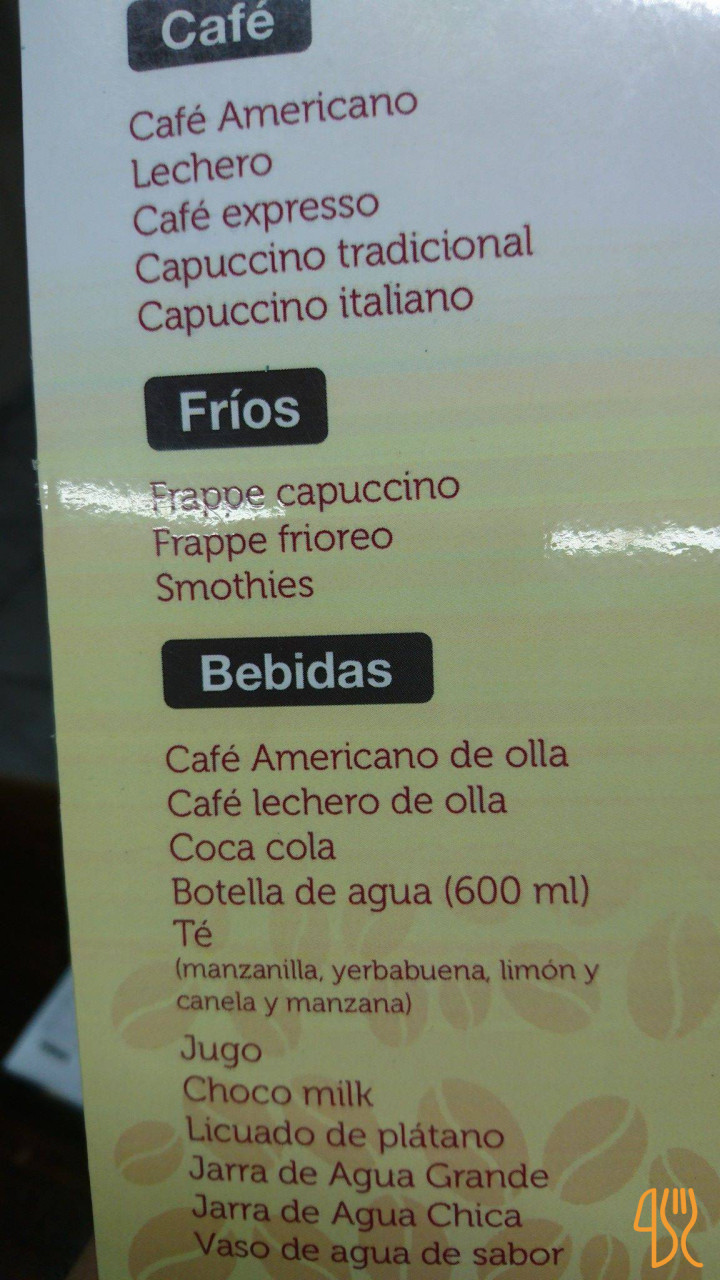 Café
Café Americano
Lechero
Café expresso
Capuccino tradicional
Capuccino italiano
Fríos
Frappe capuccino
Frappe frioreo
Smothies
Bebidas
Café Americano de olla
Café lechero de olla
Coca cola
Botella de agua (600 ml)
Té
(manzanilla, yerbabuena, limón y
canela y manzana)
Jugo
Choco milk
Licuado de plátano
Jarra de Agua Grande
Jarra de Agua Chica
Vaso de agua de sabor